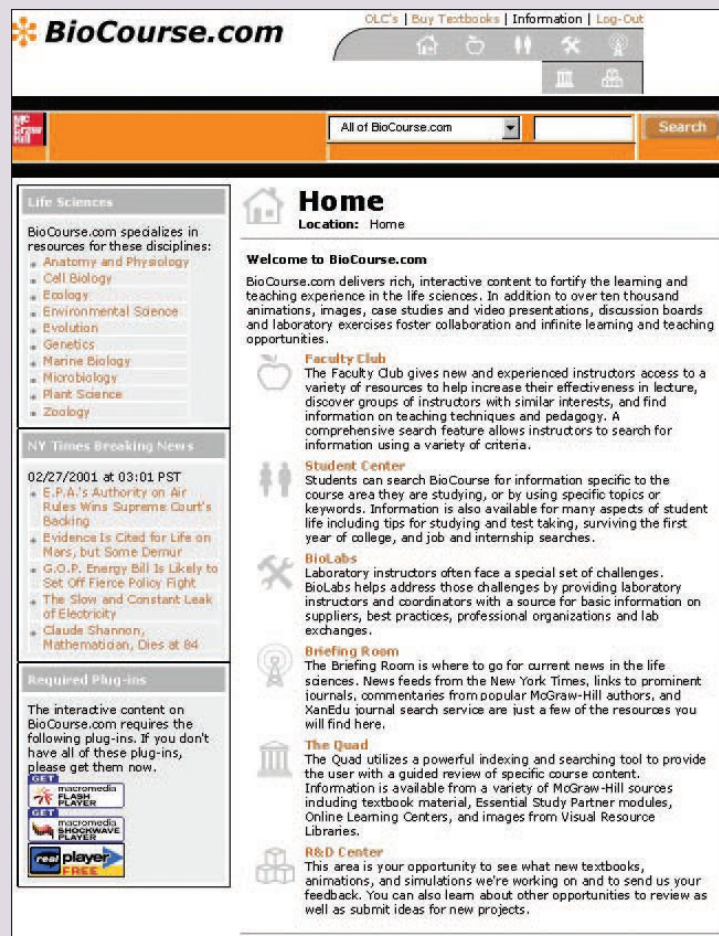 BioCourse.com
OLC's | Buy Textbooks | Information | Log-Out
Mc
Graw
Hill
All of BioCourse.com
Search
Life Sciences
BioCourse.com specializes in
resources for these disciplines:
Anatomy and Physiology
Cell Biology
Ecology
Environmental Science
Evolution
Genetics
Marine Biology
Microbiology
Plant Science
Zoology
NY Times Breaking News
02/27/2001 at 03:01 PST
E.P.A.'s Authority on Air
Rules Wins Supreme Court's
Backing
Evidence Is Cited for Life on
Mars, but Some Demur
G.O.P. Energy Bill Is Likely to
Set Off Fierce Policy Fight
The Slow and Constant Leak
of Electricity
Claude Shannon,
Mathematician, Dies at 84
Required Plug-ins
The interactive content on
BioCourse.com requires the
following plug-ins. If you don't
have all of these plug-ins,
please get them now.
GET
macromedia
FLASH
PLAYER
GET
macromedia
SHOCKWAVE
PLAYER
real player
FREE
Home
Location: Home
Welcome to BioCourse.com
BioCourse.com delivers rich, interactive content to fortify the learning and
teaching experience in the life sciences. In addition to over ten thousand
animations, images, case studies and video presentations, discussion boards
and laboratory exercises foster collaboration and infinite learning and teaching
opportunities.
Faculty Club
The Faculty Club gives new and experienced instructors access to a
variety of resources to help increase their effectiveness in lecture,
discover groups of instructors with similar interests, and find
information on teaching techniques and pedagogy. A
comprehensive search feature allows instructors to search for
information using a variety of criteria.
Student Center
Students can search BioCourse for information specific to the
course area they are studying, or by using specific topics or
keywords. Information is also available for many aspects of student
life including tips for studying and test taking, surviving the first
year of college, and job and internship searches.
BioLabs
Laboratory instructors often face a special set of challenges.
BioLabs helps address those challenges by providing laboratory
instructors and coordinators with a source for basic information on
suppliers, best practices, professional organizations and lab
exchanges.
Briefing Room
The Briefing Room is where to go for current news in the life
sciences. News feeds from the New York Times, links to prominent
journals, commentaries from popular McGraw-Hill authors, and
XanEdu journal search service are just a few of the resources you
will find here.
The Quad
The Quad utilizes a powerful indexing and searching tool to provide
the user with a guided review of specific course content.
Information is available from a variety of McGraw-Hill sources
including textbook material, Essential Study Partner modules,
Online Learning Centers, and images from Visual Resource
Libraries.
R&D Center
This area is your opportunity to see what new textbooks,
animations, and simulations we're working on and to send us your
feedback. You can also learn about other opportunities to review as
well as submit ideas for new projects.